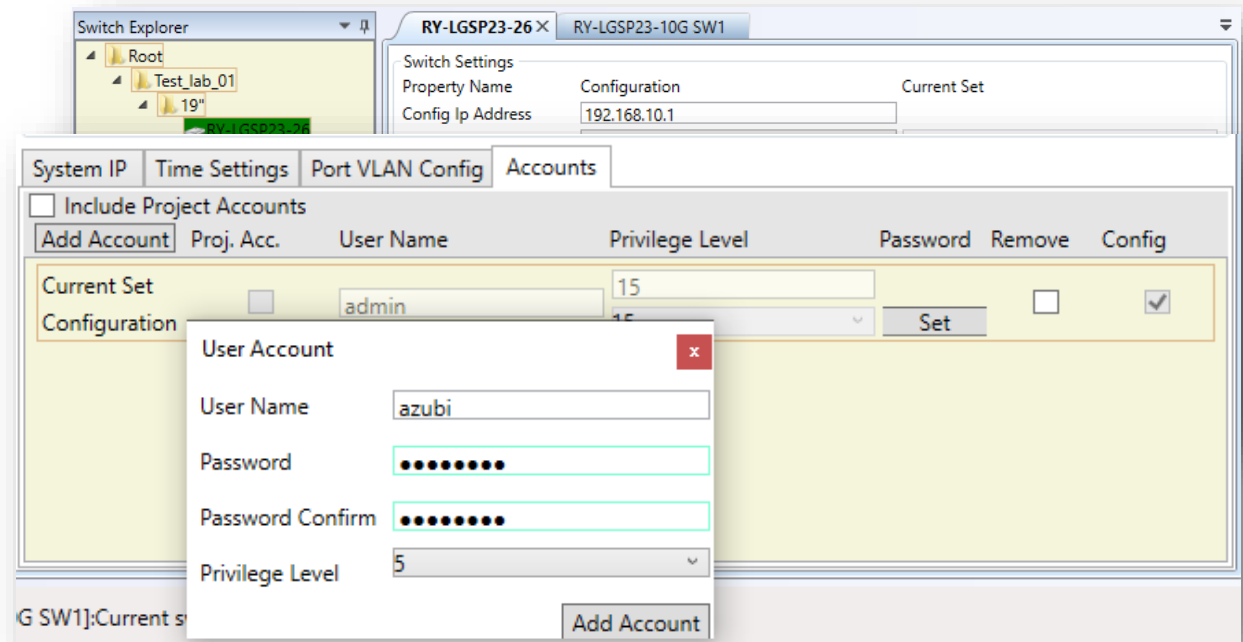 Switch Explorer
RY-LGSP23-26
RY-LGSP23-10G SW1
Root
Test_lab_01
19"
RY-LGSP23-26
Switch Settings
Property Name Configuration Current Set
Config Ip Address 192.168.10.1
System IP Time Settings Port VLAN Config Accounts
Include Project Accounts
Add Account Proj. Acc. User Name Privilege Level Password Remove Config
Current Set 15
Configuration admin 15 Set
User Account x
User Name azubi
Password ●●●●●●●●
Password Confirm ●●●●●●●●
Privilege Level 5
Add Account
G SW1]:Current